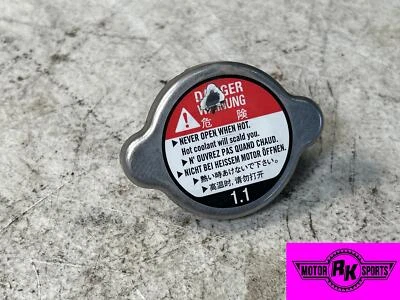 DANGER
WARNUNG
危 険
▶ NEVER OPEN WHEN HOT.
Hot coolant will scald you.
▶ N' OUVREZ PAS QUAND CHAUD.
▶ NICHT BEI HEISSEM MOTOR ÖFFNEN.
▶ 熱い時あけないで下さい。
▶ 高温时, 请勿打开
1.1
MOTOR RK SPORTS